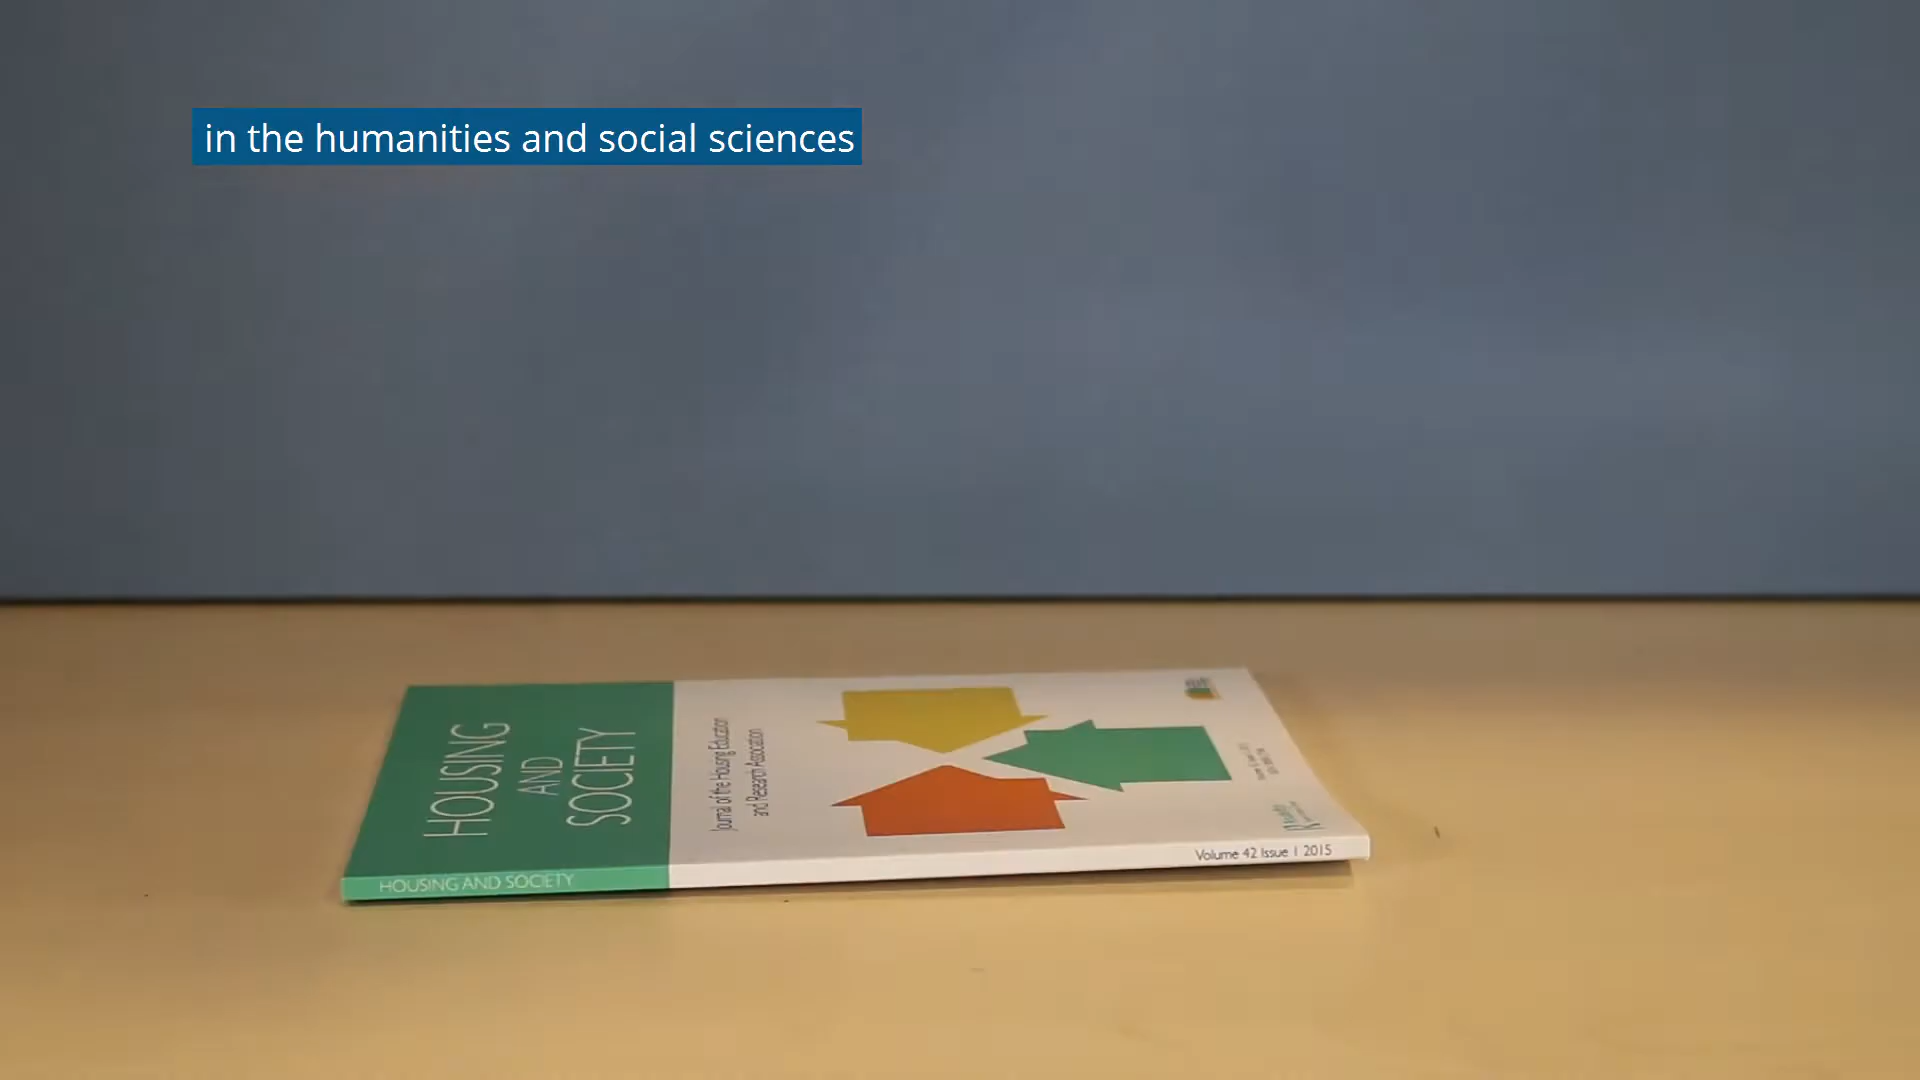 in the humanities and social sciences
HOUSING
AND
SOCIETY
Journal of the Housing Education
and Research Association
HOUSING AND SOCIETY
Volume 42 Issue 1 2015